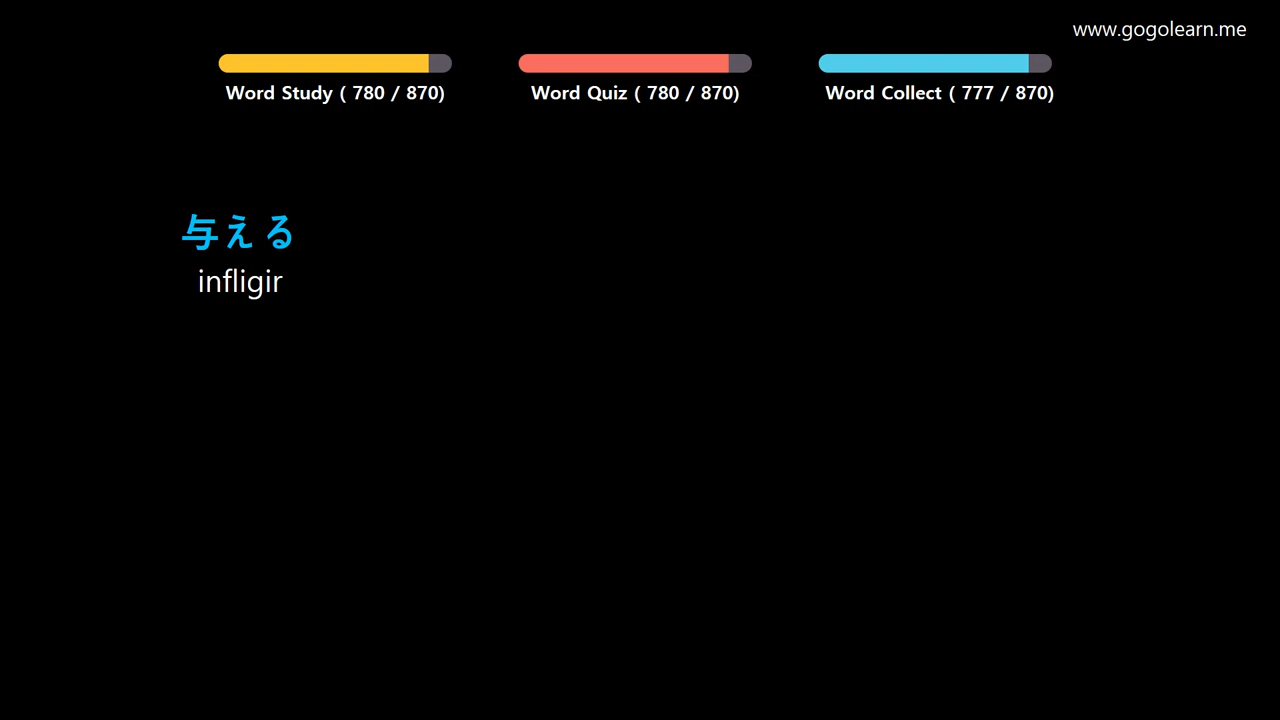 www.gogolearn.me
Word Study ( 780 / 870)
Word Quiz ( 780 / 870)
Word Collect ( 777 / 870)
与える
infligir